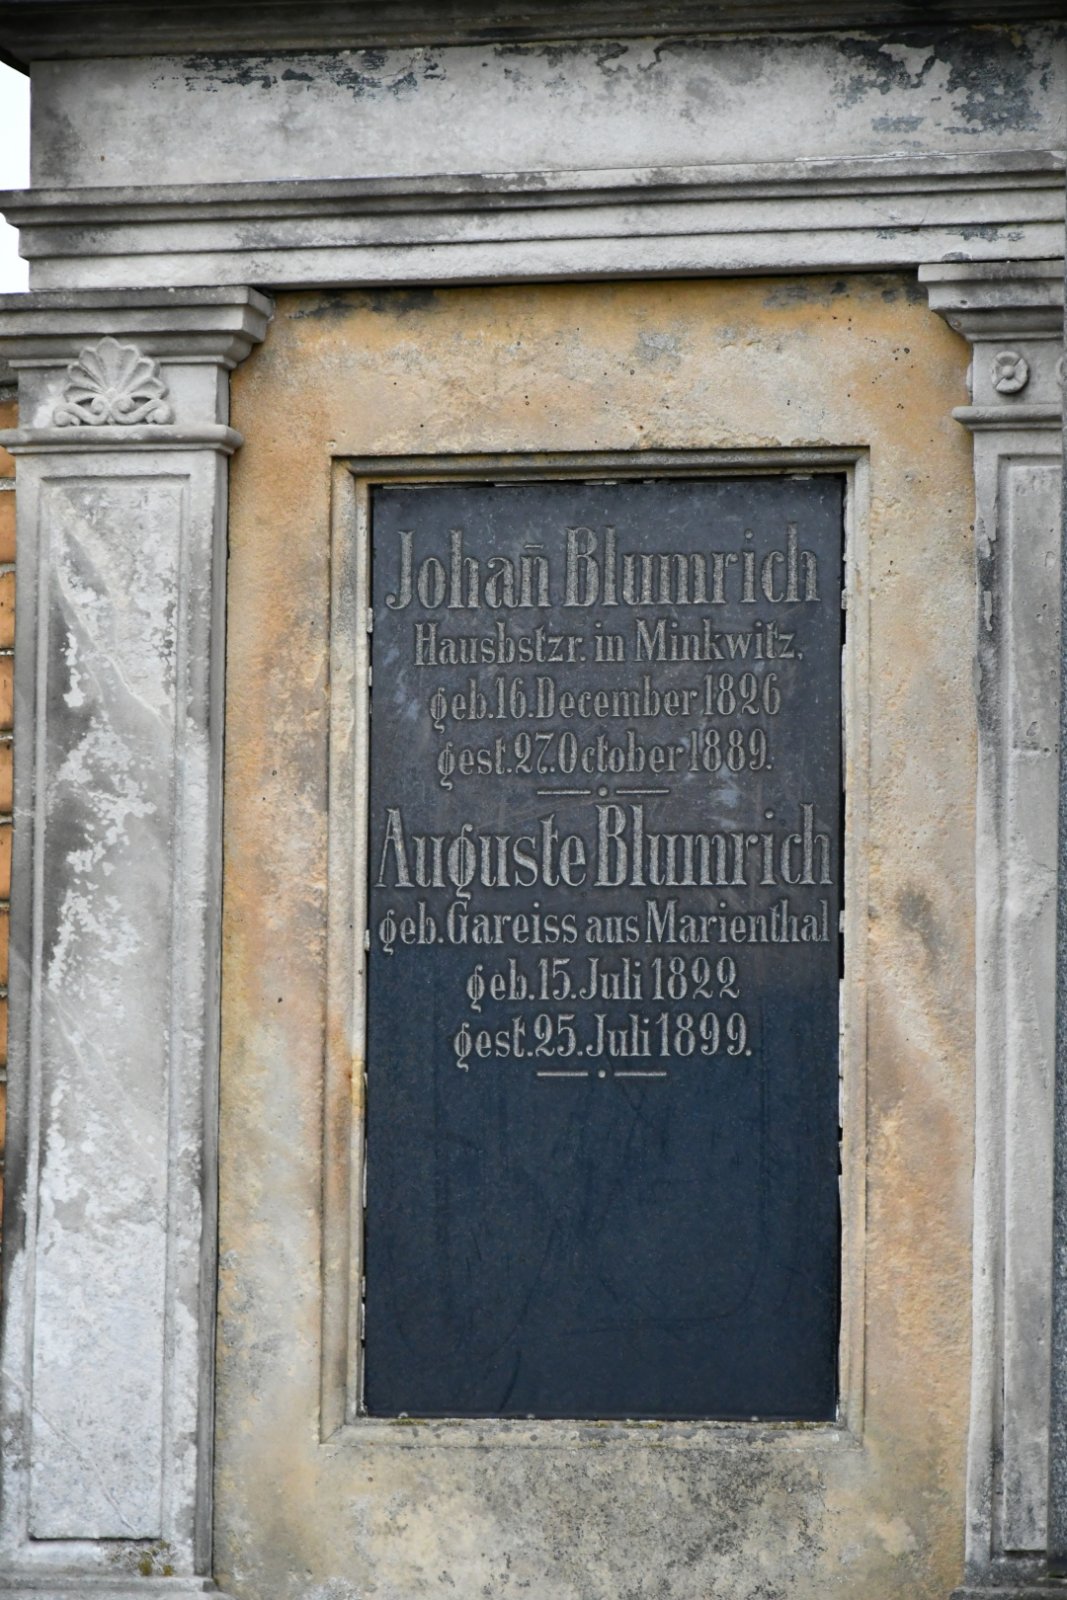 Johan̄ Blumrich
Hausbstzr. in Minkwitz,
geb. 16. December 1826
gest. 27. October 1889.
Auguste Blumrich
geb. Gareiss aus Marienthal
geb. 15. Juli 1822
gest. 25. Juli 1899.